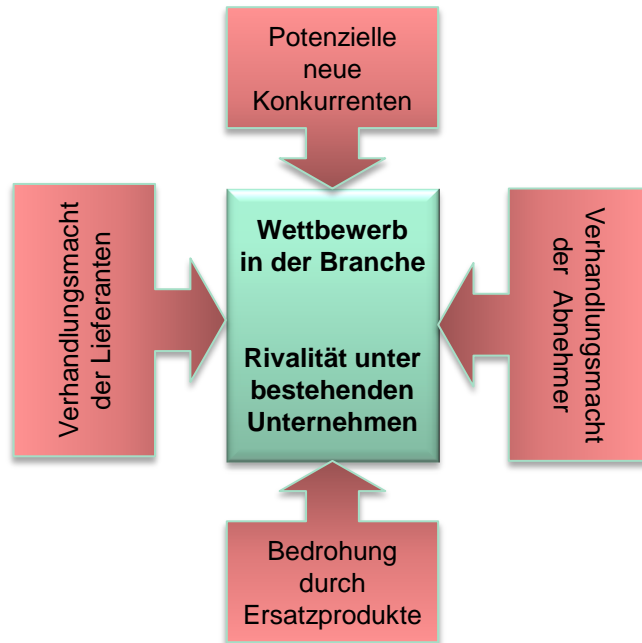 Potenzielle
neue
Konkurrenten
Verhandlungsmacht
der Lieferanten
Wettbewerb
in der Branche
Rivalität unter
bestehenden
Unternehmen
Verhandlungsmacht
der Abnehmer
Bedrohung
durch
Ersatzprodukte